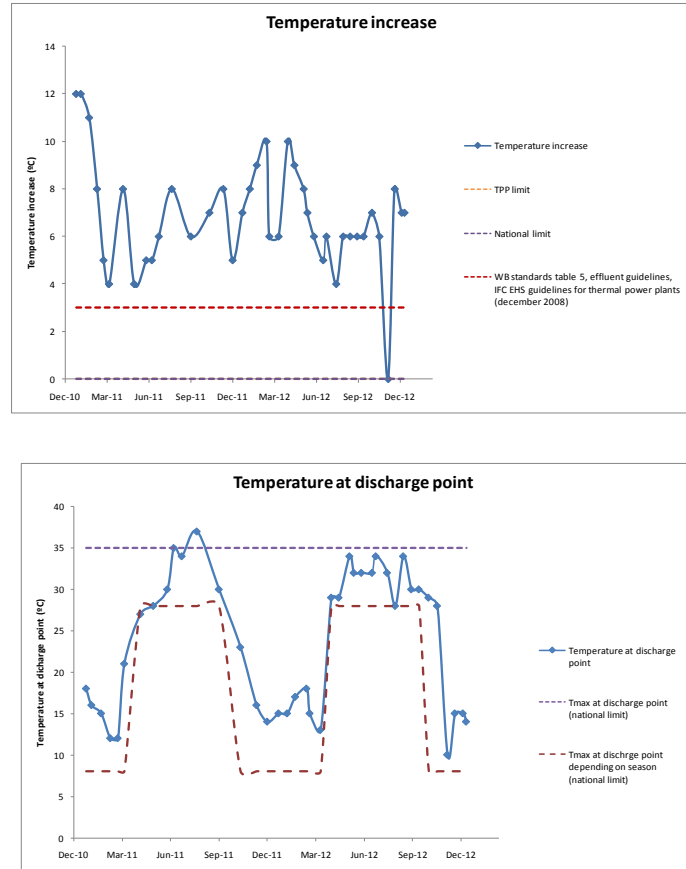 Temperature increase
14
12
10
8
6
4
2
0
Temperature increase (ºC)
Dec-10 Mar-11 Jun-11 Sep-11 Dec-11 Mar-12 Jun-12 Sep-12 Dec-12
Temperature increase
TPP limit
National limit
WB standards table 5, effluent guidelines,
IFC EHS guidelines for thermal power plants
(december 2008)
Temperature at discharge point
40
35
30
25
20
15
10
5
0
Temperature at dicharge point (ºC)
Dec-10 Mar-11 Jun-11 Sep-11 Dec-11 Mar-12 Jun-12 Sep-12 Dec-12
Temperature at discharge
point
Tmax at discharge point
(national limit)
Tmax at dischrge point
depending on season
(national limit)